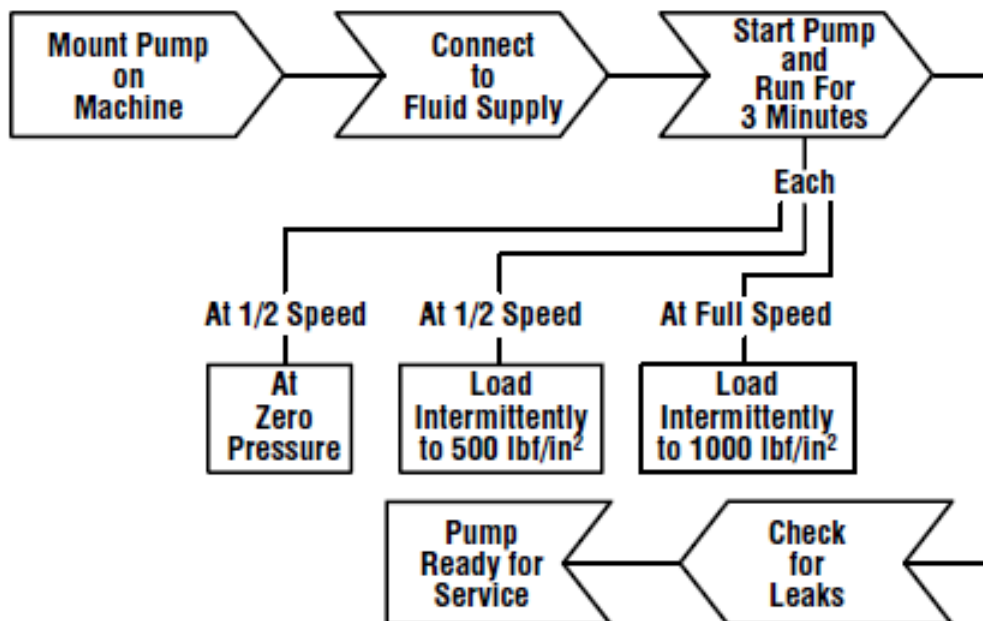 Mount Pump
on
Machine
Connect
to
Fluid Supply
Start Pump
and
Run For
3 Minutes
Each
At 1/2 Speed
At 1/2 Speed
At Full Speed
At
Zero
Pressure
Load
Intermittently
to 500 lbf/in²
Load
Intermittently
to 1000 lbf/in²
Pump
Ready for
Service
Check
for
Leaks